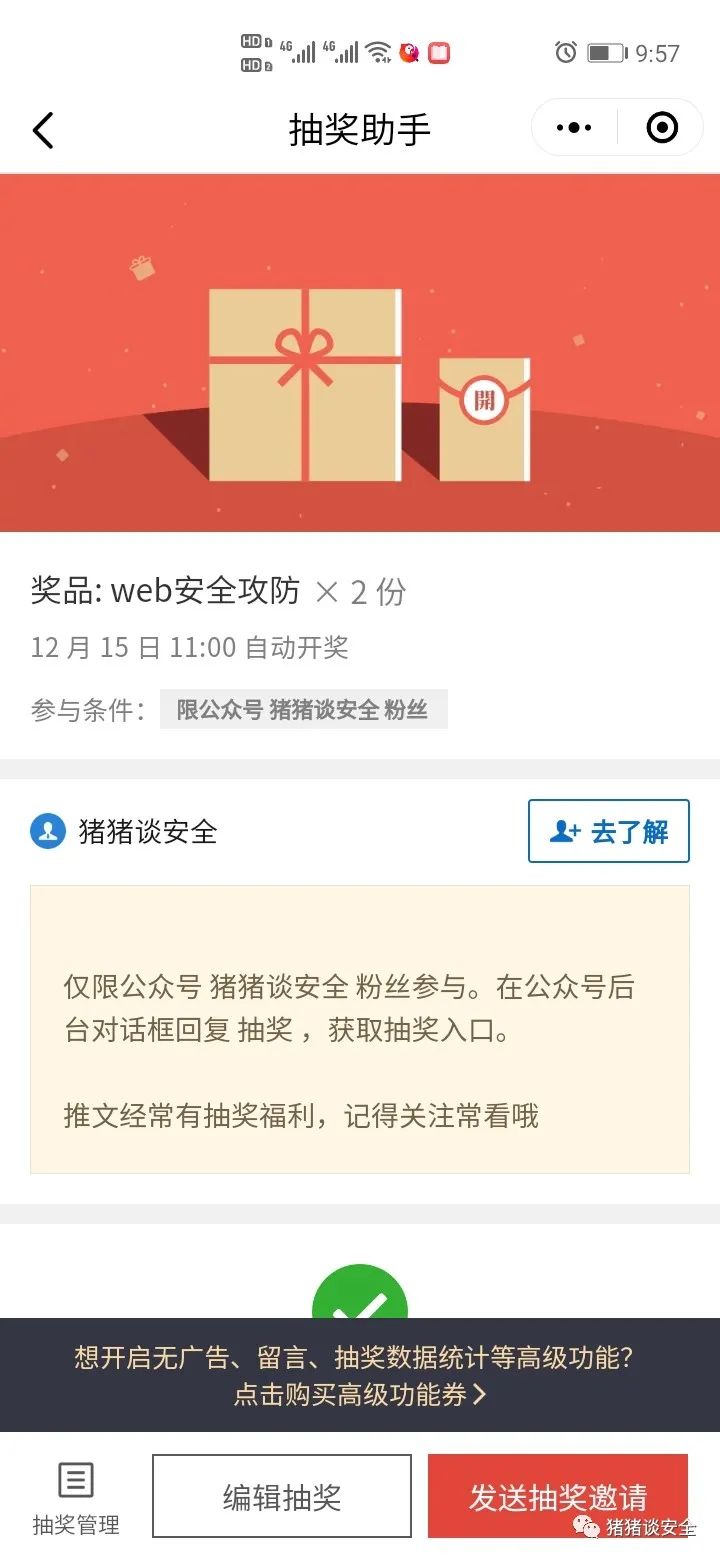 HD 1 4G 4G 9:57
HD 2
抽奖助手
開
奖品: web安全攻防 × 2 份
12 月 15 日 11:00 自动开奖
参与条件： 限公众号 猪猪谈安全 粉丝
猪猪谈安全 去了解
仅限公众号 猪猪谈安全 粉丝参与。在公众号后
台对话框回复 抽奖 ，获取抽奖入口。
推文经常有抽奖福利，记得关注常看哦
想开启无广告、留言、抽奖数据统计等高级功能？
点击购买高级功能券
抽奖管理 编辑抽奖 发送抽奖邀请
猪猪谈安全